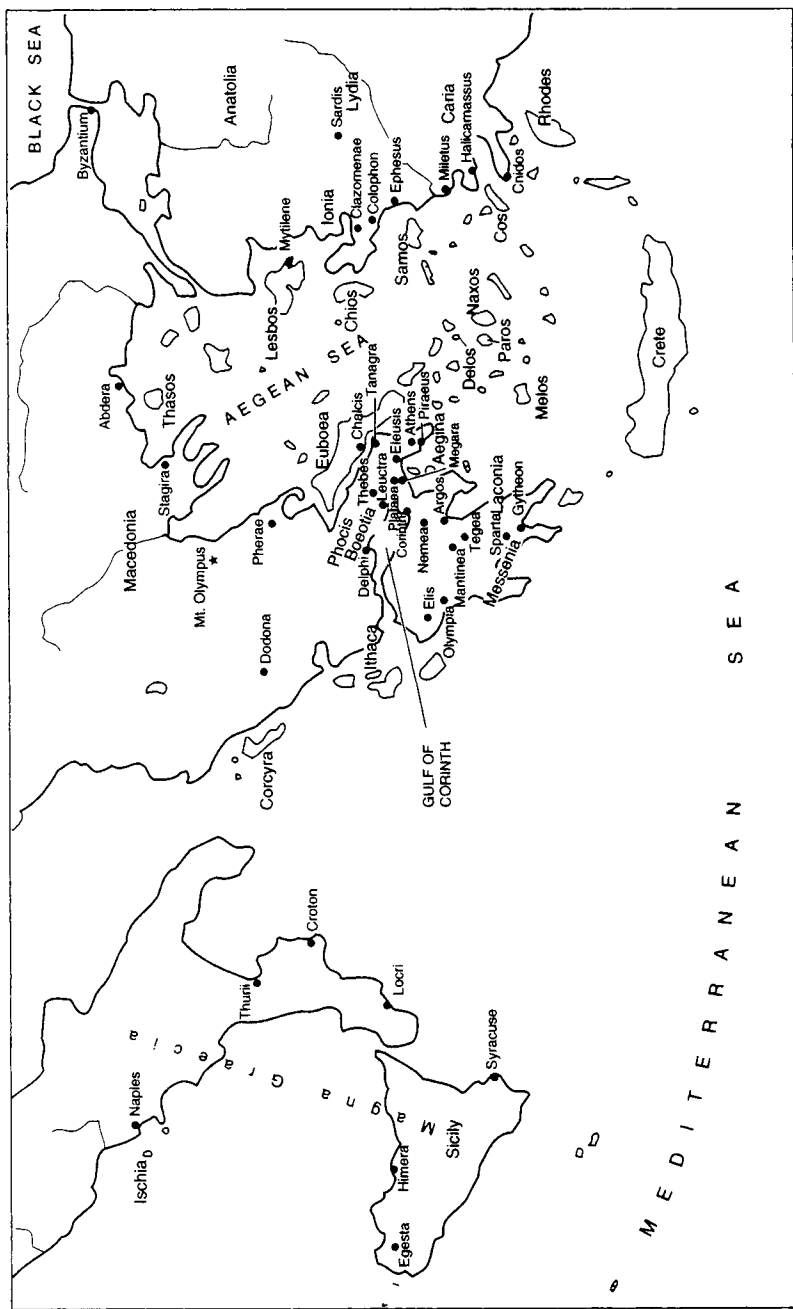 BLACK SEA
Byzantium
Anatolia
Sardis
Lydia
Caria
Rhodes
Halicarnassus
Cnidos
Miletus
Ephesus
Colophon
Clazomenae
Ionia
Mytilene
Lesbos
Chios
Samos
Cos
Naxos
Paros
Delos
Melos
Crete
AEGEAN SEA
Abdera
Thasos
Stagira
Macedonia
Mt. Olympus
Pherae
Dodona
Corcyra
Ithaca
Euboea
Chalcis
Tanagra
Eleusis
Athens
Piraeus
Aegina
Megara
Thebes
Leuctra
Plataea
Corinth
Phocis
Boeotia
Delphi
Nemea
Argos
Laconia
Tegea
Mantinea
Sparta
Gytheon
Messenia
Elis
Olympia
GULF OF
CORINTH
Croton
Thurii
Locri
Naples
Ischia
Magna Graecia
Syracuse
Sicily
Himera
Egesta
MEDITERRANEAN SEA